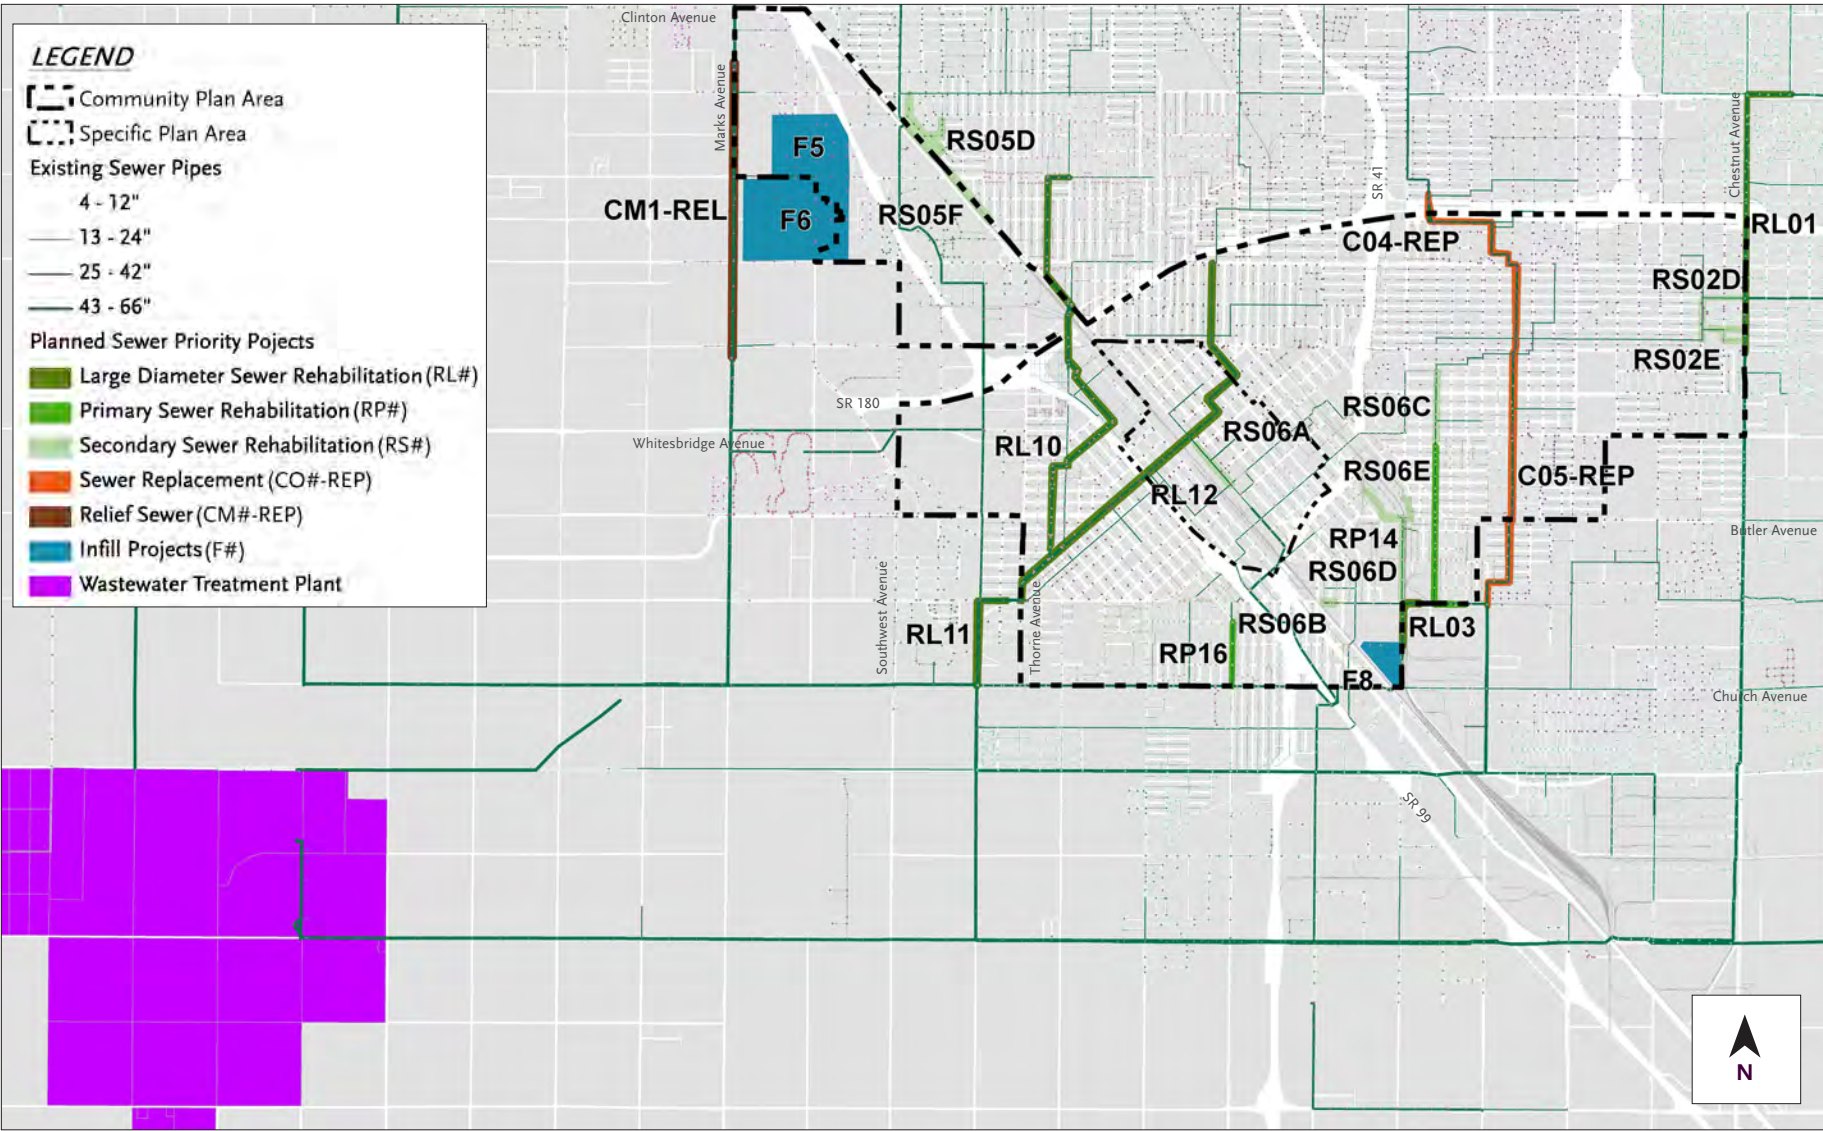 LEGEND
Community Plan Area
Specific Plan Area
Existing Sewer Pipes
4 - 12"
13 - 24"
25 - 42"
43 - 66"
Planned Sewer Priority Pojects
Large Diameter Sewer Rehabilitation (RL#)
Primary Sewer Rehabilitation (RP#)
Secondary Sewer Rehabilitation (RS#)
Sewer Replacement (CO#-REP)
Relief Sewer (CM#-REP)
Infill Projects (F#)
Wastewater Treatment Plant
Clinton Avenue
Marks Avenue
Chestnut Avenue
F5
RS05D
SR 41
CM1-REL
F6
RS05F
C04-REP
RL01
RS02D
RS02E
SR 180
RS06C
Whitesbridge Avenue
RL10
RS06A
RS06E
C05-REP
RL12
Butler Avenue
RP14
RS06D
Southwest Avenue
Thorne Avenue
RL11
RS06B
RL03
RP16
F8
Church Avenue
SR 99
N